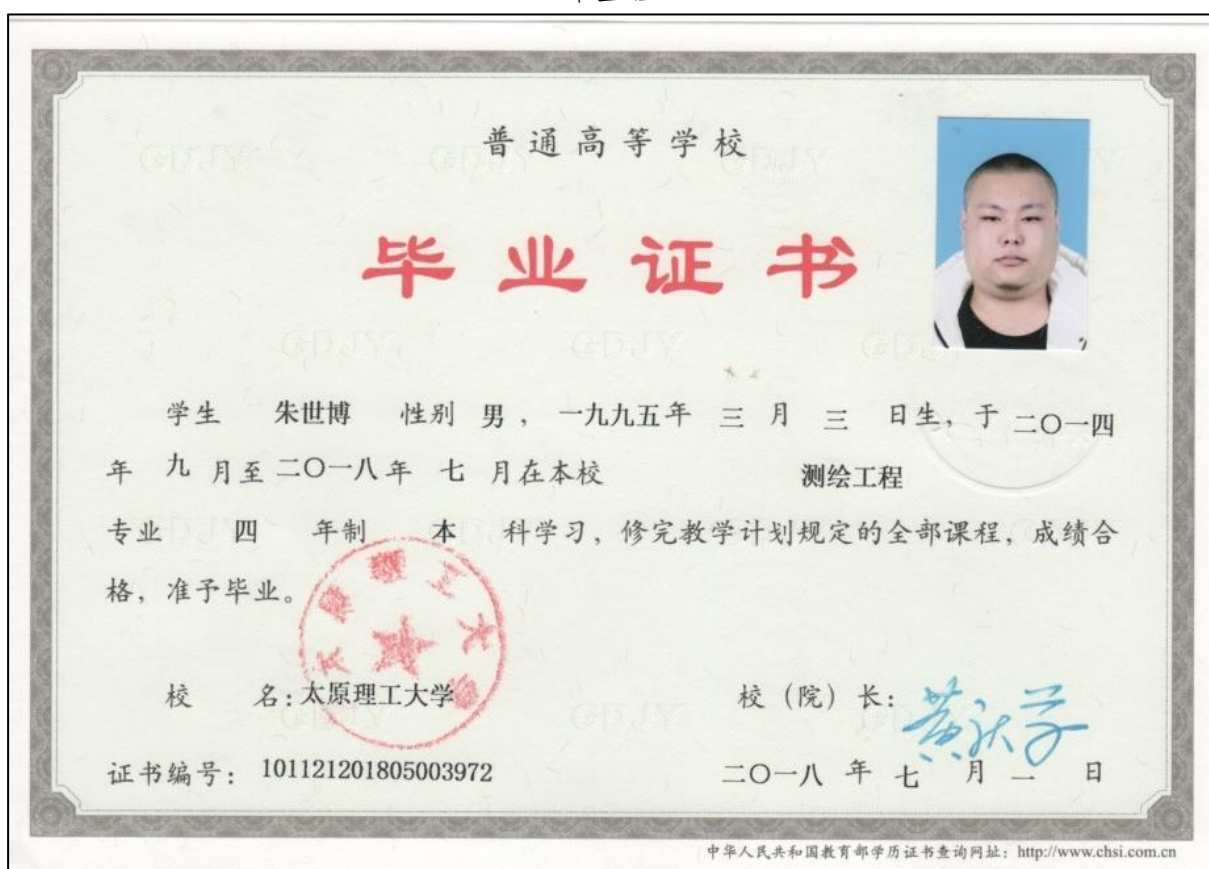 普通高等学校
毕业证书
学生 朱世博 性别 男，一九九五年 三 月 三 日生，于 二〇一四
年 九 月至 二〇一八 年 七 月在本校 测绘工程
专业 四 年制 本 科学习，修完教学计划规定的全部课程，成绩合
格，准予毕业。
太原理工大学
校 名：太原理工大学 校（院）长：
证书编号： 101121201805003972 二〇一八 年 七 月 一 日
中华人民共和国教育部学历证书查询网址：http://www.chsi.com.cn